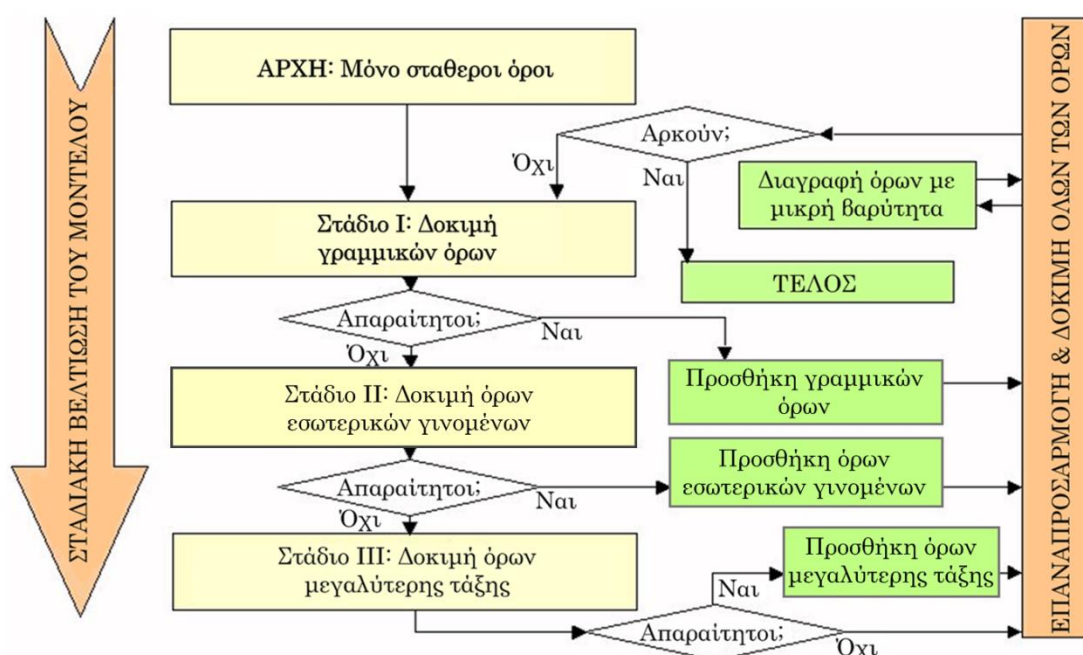 ΣΤΑΔΙΑΚΗ ΒΕΛΤΙΩΣΗ ΤΟΥ ΜΟΝΤΕΛΟΥ
ΑΡΧΗ: Μόνο σταθεροι όροι
Αρκούν;
Όχι
Ναι
Διαγραφή όρων με
μικρή βαρύτητα
Στάδιο Ι: Δοκιμή
γραμμικών όρων
ΤΕΛΟΣ
Απαραίτητοι;
Ναι
Όχι
Προσθήκη γραμμικών
όρων
Στάδιο ΙΙ: Δοκιμή όρων
εσωτερικών γινομένων
Προσθήκη όρων
εσωτερικών γινομένων
Απαραίτητοι;
Ναι
Όχι
Στάδιο ΙΙΙ: Δοκιμή όρων
μεγαλύτερης τάξης
Προσθήκη όρων
μεγαλύτερης τάξης
Ναι
Απαραίτητοι;
Όχι
ΕΠΑΝΑΠΡΟΣΑΡΜΟΓΗ & ΔΟΚΙΜΗ ΟΛΩΝ ΤΩΝ ΟΡΩΝ